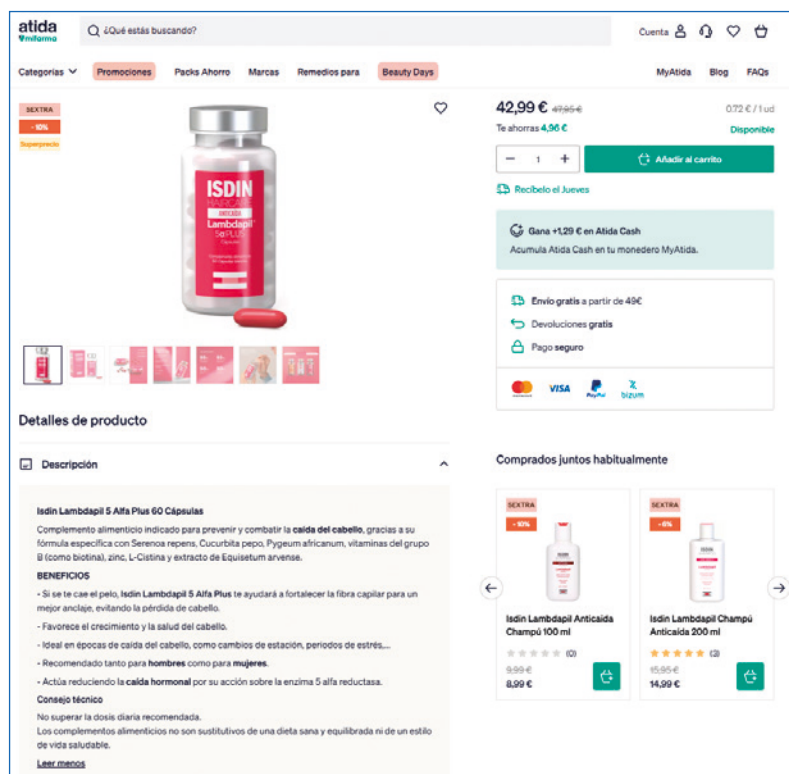 atida
mifarma
¿Qué estás buscando?
Cuenta
Categorías
Promociones
Packs Ahorro
Marcas
Remedios para
Beauty Days
MyAtida
Blog
FAQs
SEXTRA
- 10%
Superprecio
ISDIN
HAIRCARE
ANTICAÍDA
Lambdapil
5α PLUS
Cápsulas
42,99 € 47,95 €
0.72 € / 1 ud
Te ahorras 4,96 €
Disponible
− 1 +
Añadir al carrito
Recíbelo el Jueves
Gana +1,29 € en Atida Cash
Acumula Atida Cash en tu monedero MyAtida.
Envío gratis a partir de 49€
Devoluciones gratis
Pago seguro
VISA
PayPal
bizum
Detalles de producto
Descripción
Isdin Lambdapil 5 Alfa Plus 60 Cápsulas
Complemento alimenticio indicado para prevenir y combatir la caída del cabello, gracias a su
fórmula específica con Serenoa repens, Cucurbita pepo, Pygeum africanum, vitaminas del grupo
B (como biotina), zinc, L-Cistina y extracto de Equisetum arvense.
BENEFICIOS
- Si se te cae el pelo, Isdin Lambdapil 5 Alfa Plus te ayudará a fortalecer la fibra capilar para un
mejor anclaje, evitando la pérdida de cabello.
- Favorece el crecimiento y la salud del cabello.
- Ideal en épocas de caída del cabello, como cambios de estación, periodos de estrés,...
- Recomendado tanto para hombres como para mujeres.
- Actúa reduciendo la caída hormonal por su acción sobre la enzima 5 alfa reductasa.
Consejo técnico
No superar la dosis diaria recomendada.
Los complementos alimenticios no son sustitutivos de una dieta sana y equilibrada ni de un estilo
de vida saludable.
Leer menos
Comprados juntos habitualmente
SEXTRA
- 10%
Isdin Lambdapil Anticaída
Champú 100 ml
(0)
9,99 €
8,99 €
SEXTRA
- 6%
Isdin Lambdapil Champú
Anticaída 200 ml
(3)
15,95 €
14,99 €